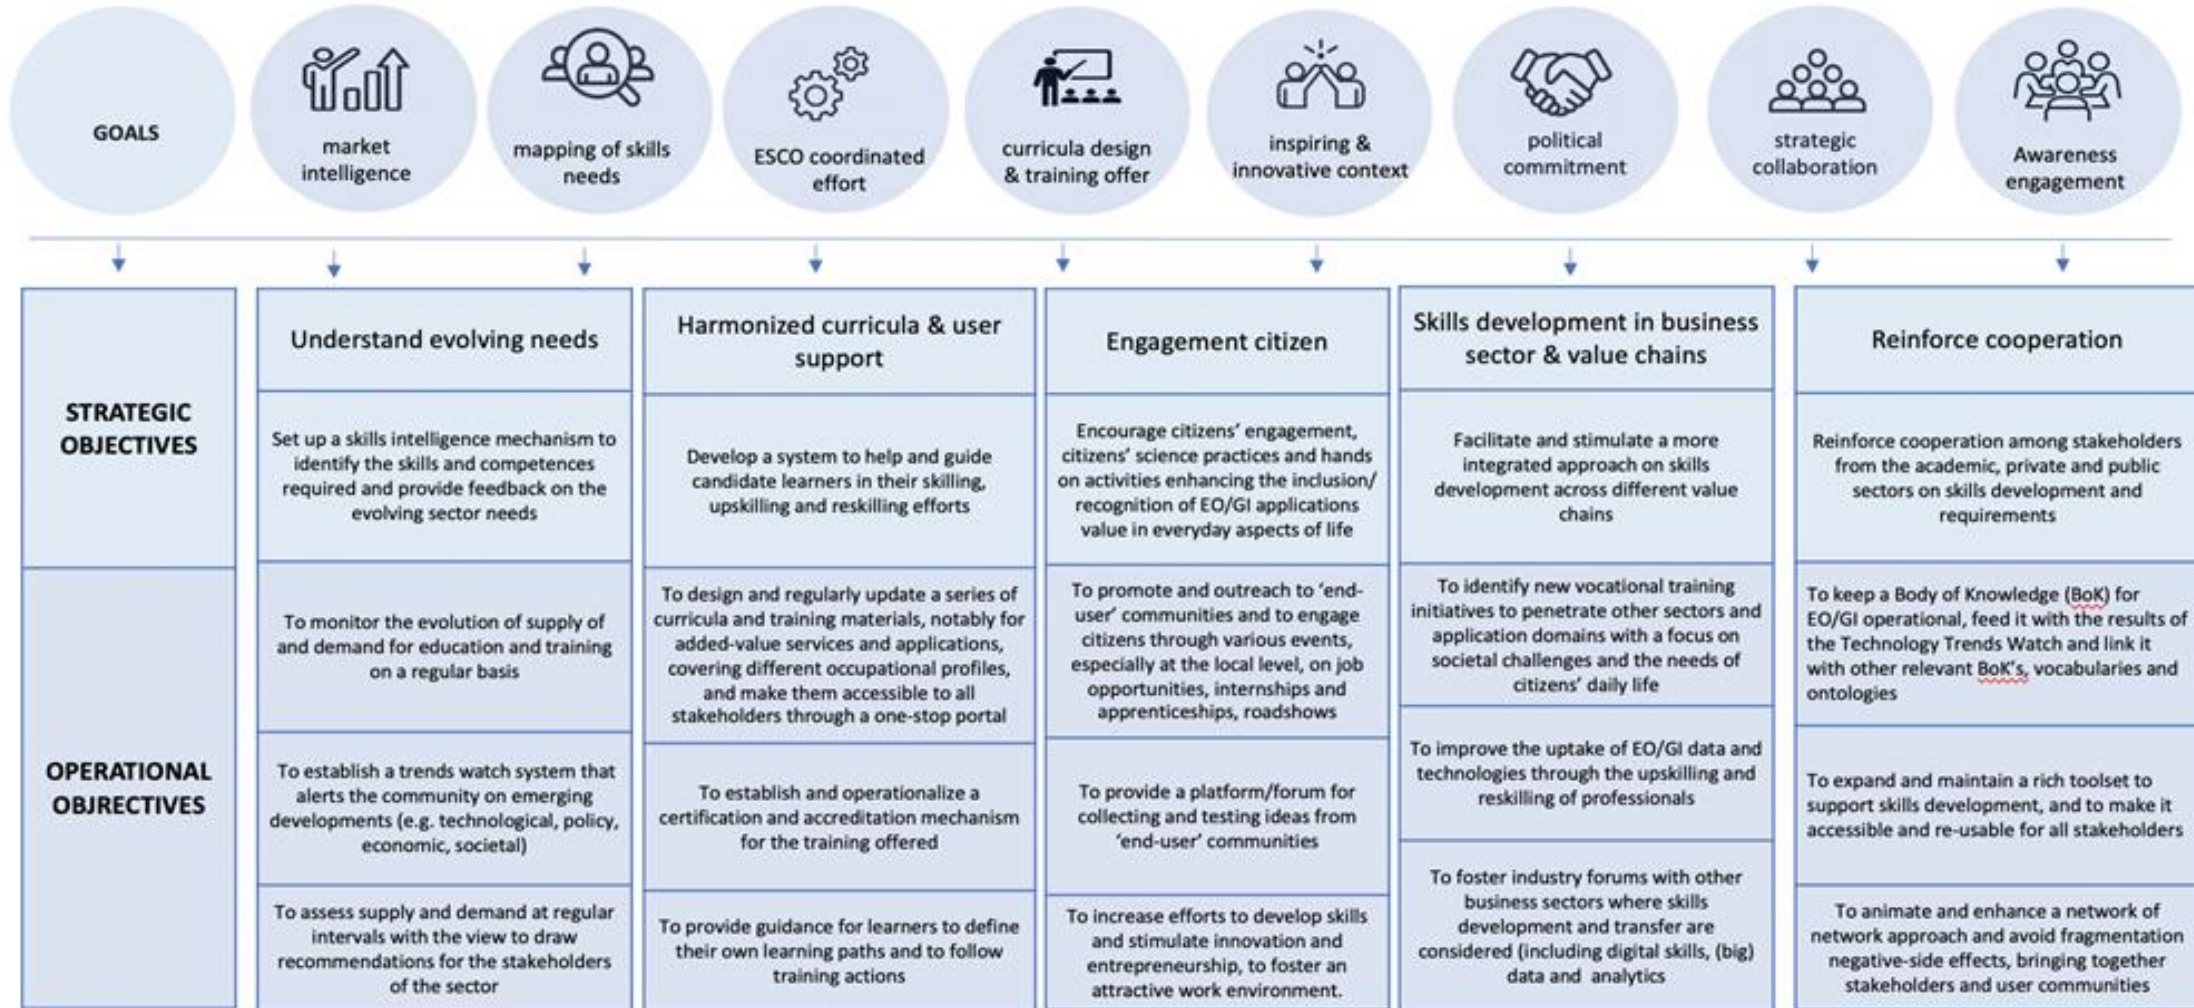 GOALS
market
intelligence
mapping of skills
needs
ESCO coordinated
effort
curricula design
& training offer
inspiring &
innovative context
political
commitment
strategic
collaboration
Awareness
engagement
STRATEGIC
OBJECTIVES
Understand evolving needs
Set up a skills intelligence mechanism to
identify the skills and competences
required and provide feedback on the
evolving sector needs
Harmonized curricula & user
support
Develop a system to help and guide
candidate learners in their skilling,
upskilling and reskilling efforts
Engagement citizen
Encourage citizens' engagement,
citizens' science practices and hands
on activities enhancing the inclusion/
recognition of EO/GI applications
value in everyday aspects of life
Skills development in business
sector & value chains
Facilitate and stimulate a more
integrated approach on skills
development across different value
chains
Reinforce cooperation
Reinforce cooperation among stakeholders
from the academic, private and public
sectors on skills development and
requirements
OPERATIONAL
OBJRECTIVES
To monitor the evolution of supply of
and demand for education and training
on a regular basis
To establish a trends watch system that
alerts the community on emerging
developments (e.g. technological, policy,
economic, societal)
To assess supply and demand at regular
intervals with the view to draw
recommendations for the stakeholders
of the sector
To design and regularly update a series of
curricula and training materials, notably for
added-value services and applications,
covering different occupational profiles,
and make them accessible to all
stakeholders through a one-stop portal
To establish and operationalize a
certification and accreditation mechanism
for the training offered
To provide guidance for learners to define
their own learning paths and to follow
training actions
To promote and outreach to 'end-
user' communities and to engage
citizens through various events,
especially at the local level, on job
opportunities, internships and
apprenticeships, roadshows
To provide a platform/forum for
collecting and testing ideas from
'end-user' communities
To increase efforts to develop skills
and stimulate innovation and
entrepreneurship, to foster an
attractive work environment.
To identify new vocational training
initiatives to penetrate other sectors and
application domains with a focus on
societal challenges and the needs of
citizens' daily life
To improve the uptake of EO/GI data and
technologies through the upskilling and
reskilling of professionals
To foster industry forums with other
business sectors where skills
development and transfer are
considered (including digital skills, (big)
data and analytics
To keep a Body of Knowledge (BoK) for
EO/GI operational, feed it with the results of
the Technology Trends Watch and link it
with other relevant BoK's, vocabularies and
ontologies
To expand and maintain a rich toolset to
support skills development, and to make it
accessible and re-usable for all stakeholders
To animate and enhance a network of
network approach and avoid fragmentation
negative-side effects, bringing together
stakeholders and user communities